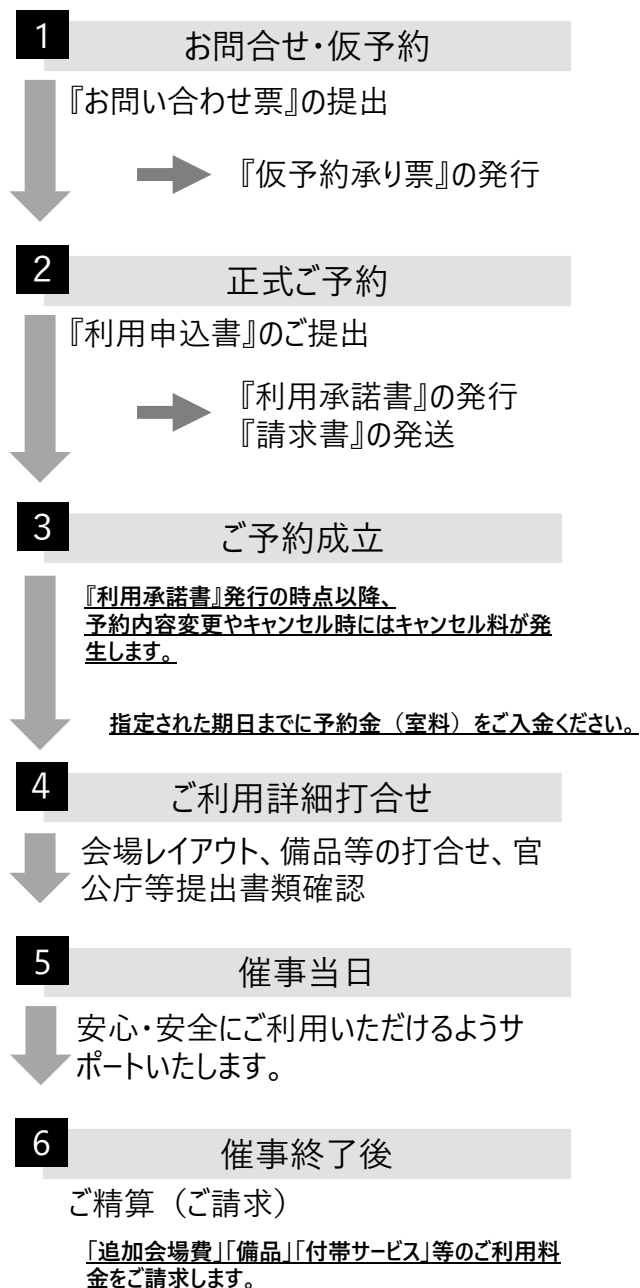 1
お問合せ・仮予約
『お問い合わせ票』の提出
『仮予約承り票』の発行
2
正式ご予約
『利用申込書』のご提出
『利用承諾書』の発行
『請求書』の発送
3
ご予約成立
『利用承諾書』発行の時点以降、
予約内容変更やキャンセル時にはキャンセル料が発
生します。
指定された期日までに予約金（室料）をご入金ください。
4
ご利用詳細打合せ
会場レイアウト、備品等の打合せ、官
公庁等提出書類確認
5
催事当日
安心・安全にご利用いただけるようサ
ポートいたします。
6
催事終了後
ご精算（ご請求）
「追加会場費」「備品」「付帯サービス」等のご利用料
金をご請求します。